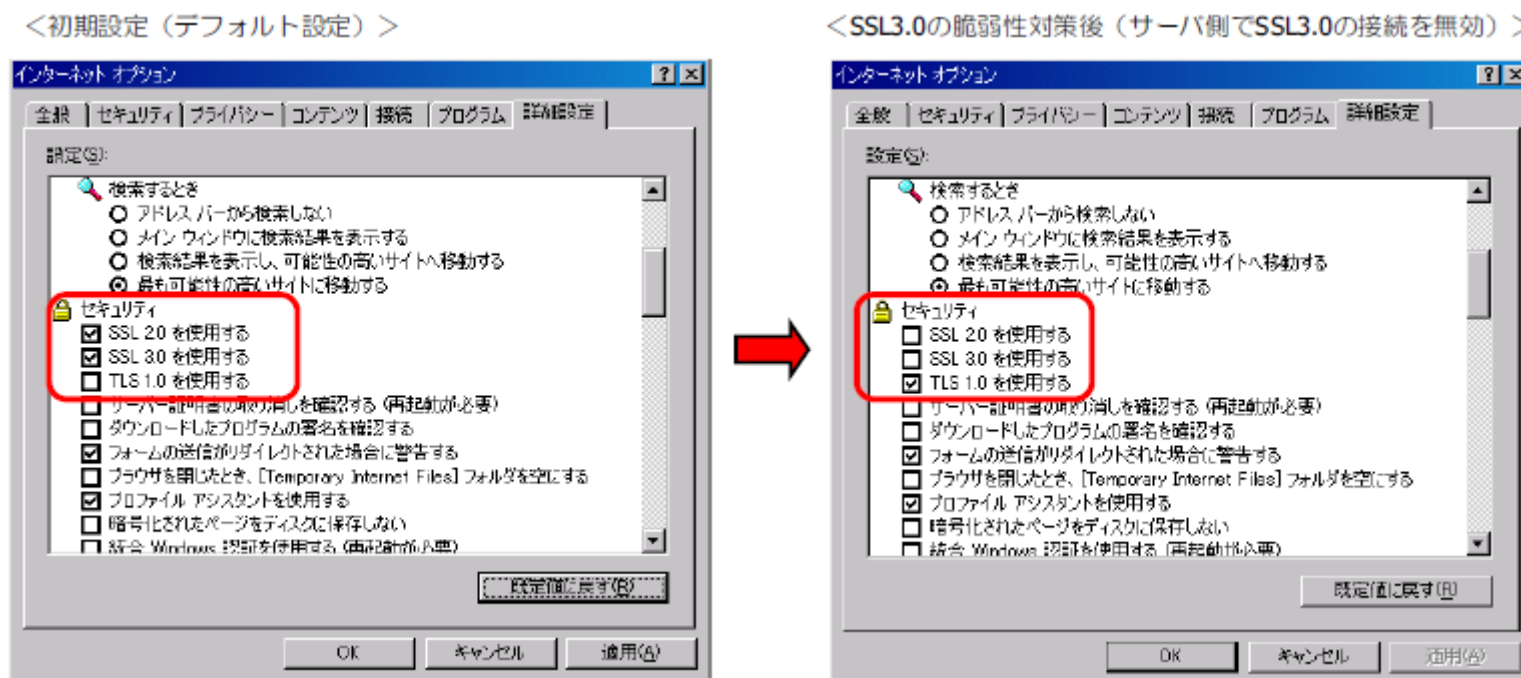 ＜初期設定（デフォルト設定）＞
インターネット オプション
全般 セキュリティ プライバシー コンテンツ 接続 プログラム 詳細設定
設定(S):
検索するとき
アドレス バーから検索しない
メイン ウィンドウに検索結果を表示する
検索結果を表示し、可能性の高いサイトへ移動する
最も可能性の高いサイトに移動する
セキュリティ
SSL 2.0 を使用する
SSL 3.0 を使用する
TLS 1.0 を使用する
サーバー証明書の取り消しを確認する (再起動が必要)
ダウンロードしたプログラムの署名を確認する
フォームの送信がリダイレクトされた場合に警告する
ブラウザを閉じたとき、[Temporary Internet Files] フォルダを空にする
プロファイル アシスタントを使用する
暗号化されたページをディスクに保存しない
統合 Windows 認証を使用する (再起動が必要)
既定値に戻す(R)
OK キャンセル 適用(A)
＜SSL3.0の脆弱性対策後（サーバ側でSSL3.0の接続を無効）＞
インターネット オプション
全般 セキュリティ プライバシー コンテンツ 接続 プログラム 詳細設定
設定(S):
検索するとき
アドレス バーから検索しない
メイン ウィンドウに検索結果を表示する
検索結果を表示し、可能性の高いサイトへ移動する
最も可能性の高いサイトに移動する
セキュリティ
SSL 2.0 を使用する
SSL 3.0 を使用する
TLS 1.0 を使用する
サーバー証明書の取り消しを確認する (再起動が必要)
ダウンロードしたプログラムの署名を確認する
フォームの送信がリダイレクトされた場合に警告する
ブラウザを閉じたとき、[Temporary Internet Files] フォルダを空にする
プロファイル アシスタントを使用する
暗号化されたページをディスクに保存しない
統合 Windows 認証を使用する (再起動が必要)
既定値に戻す(R)
OK キャンセル 適用(A)